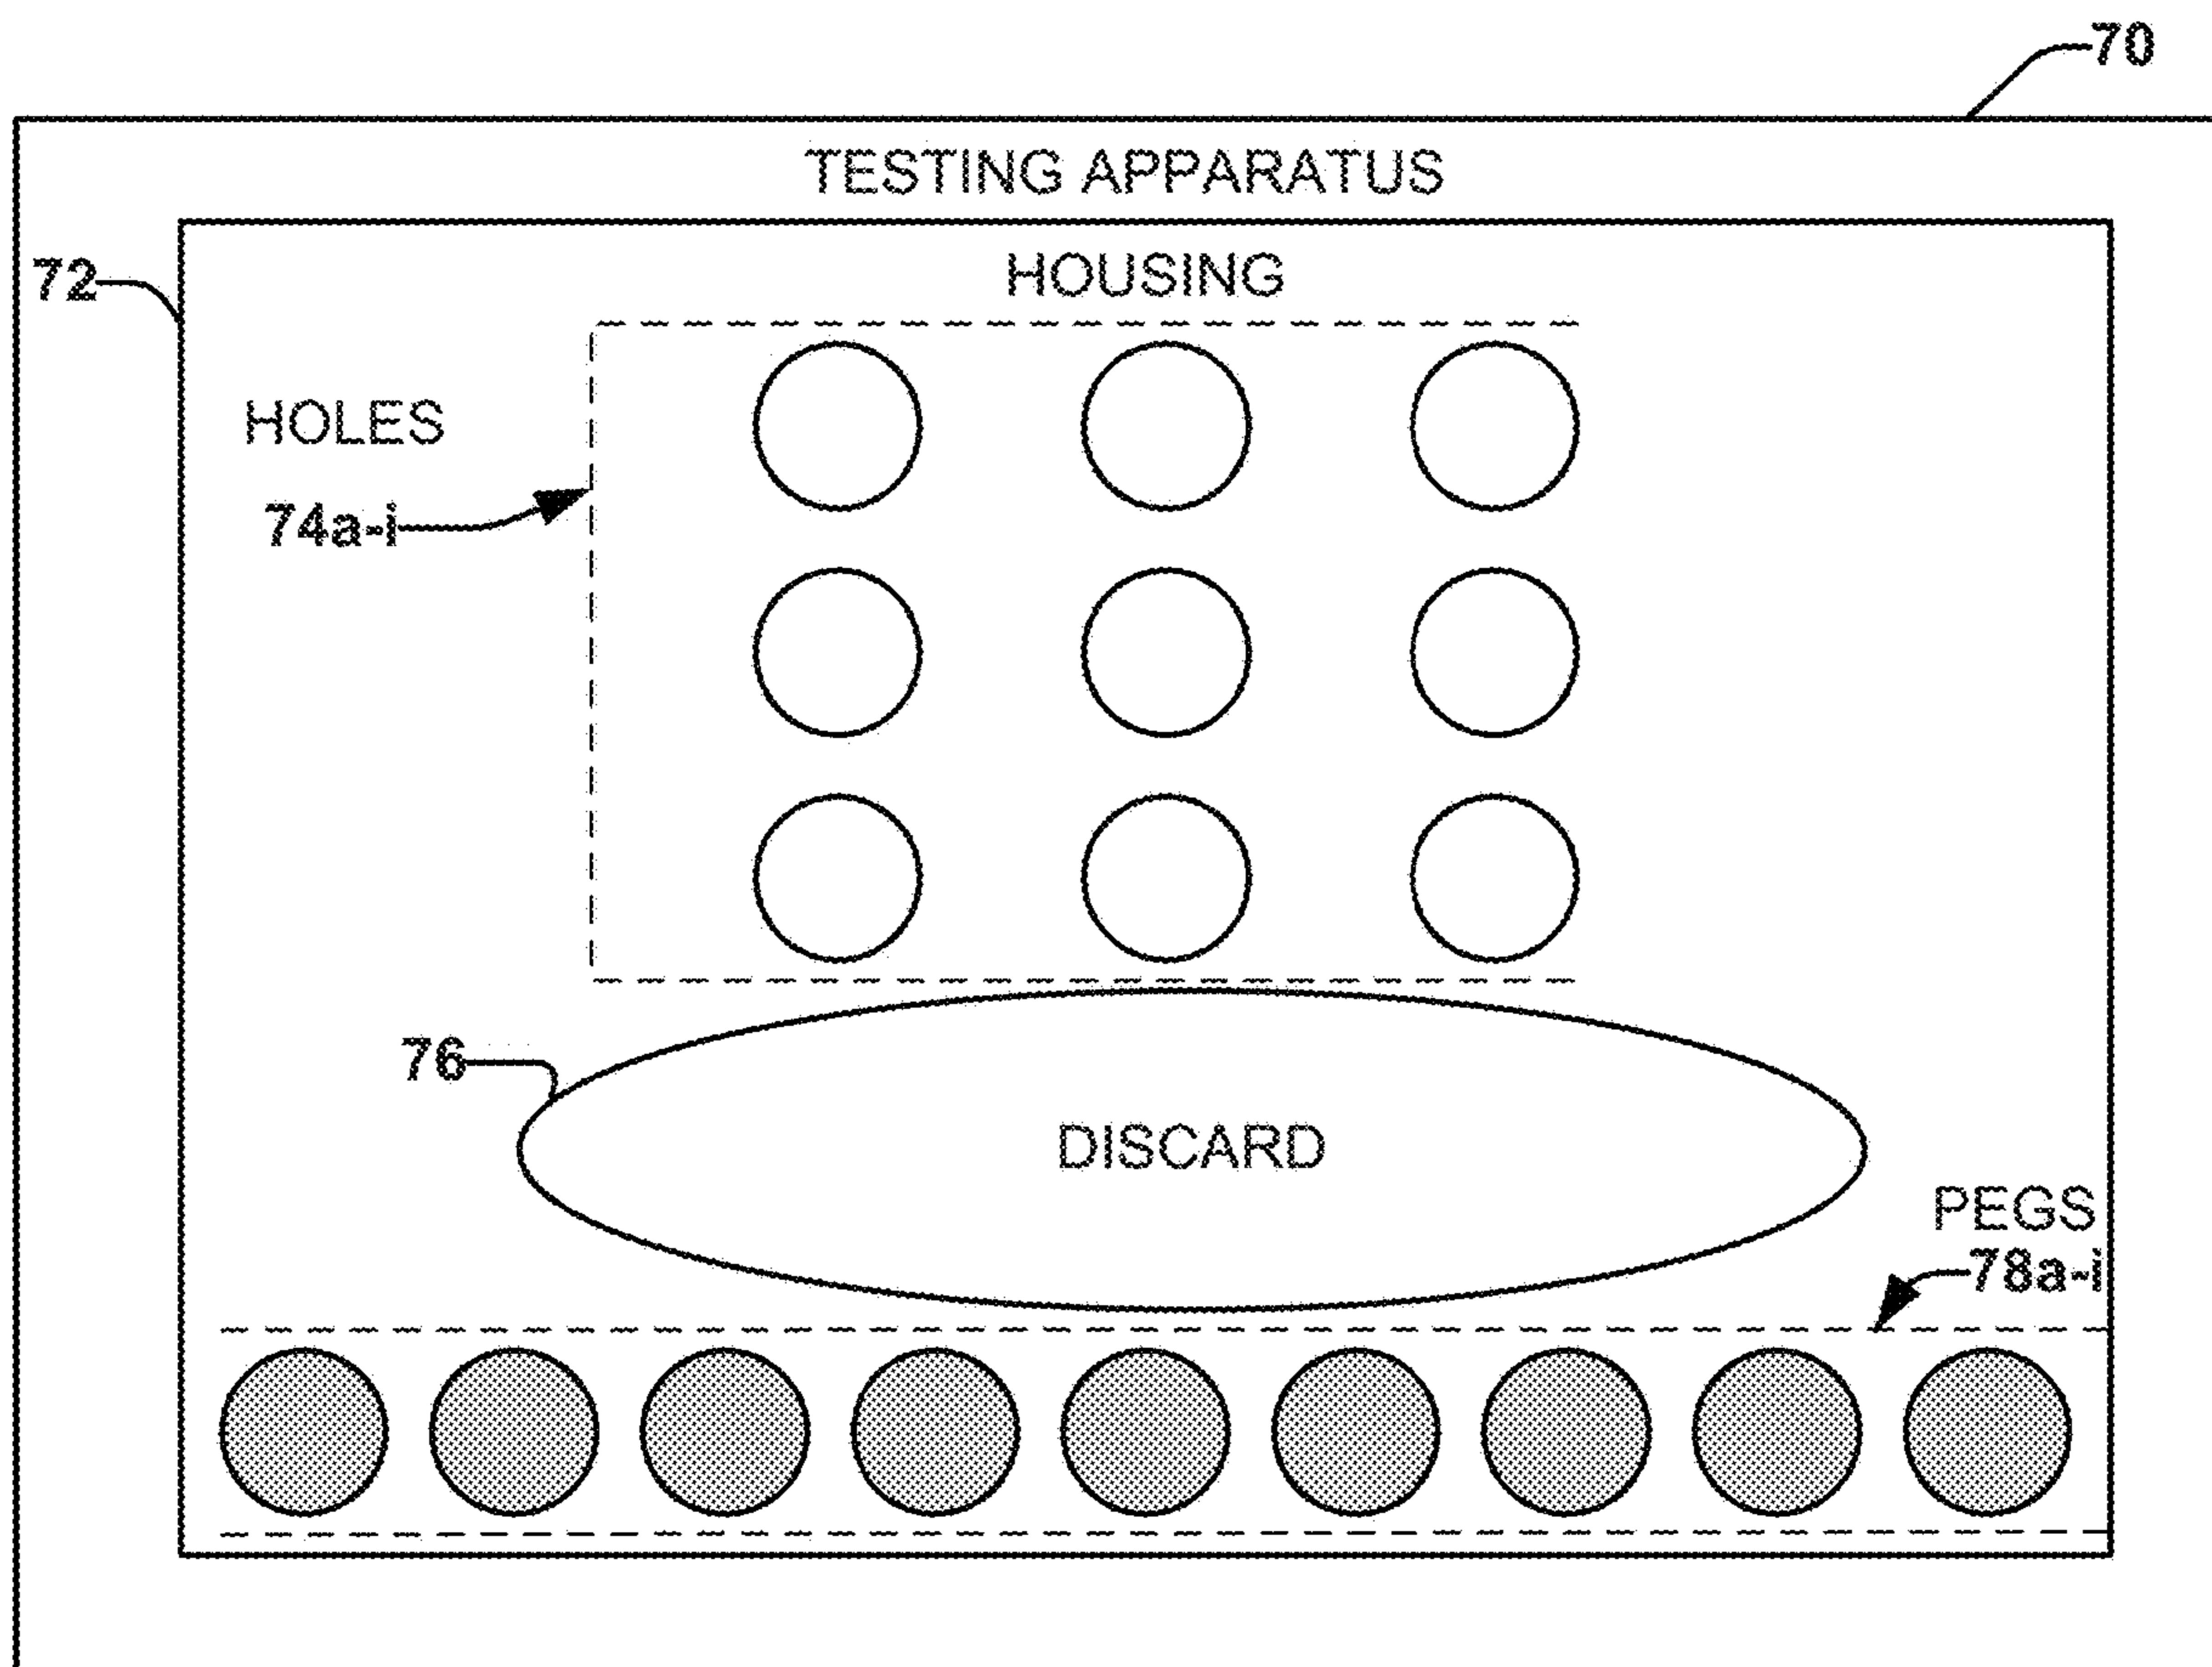 70
TESTING APPARATUS
72
HOUSING
HOLES
74a-i
76
DISCARD
PEGS
78a-i